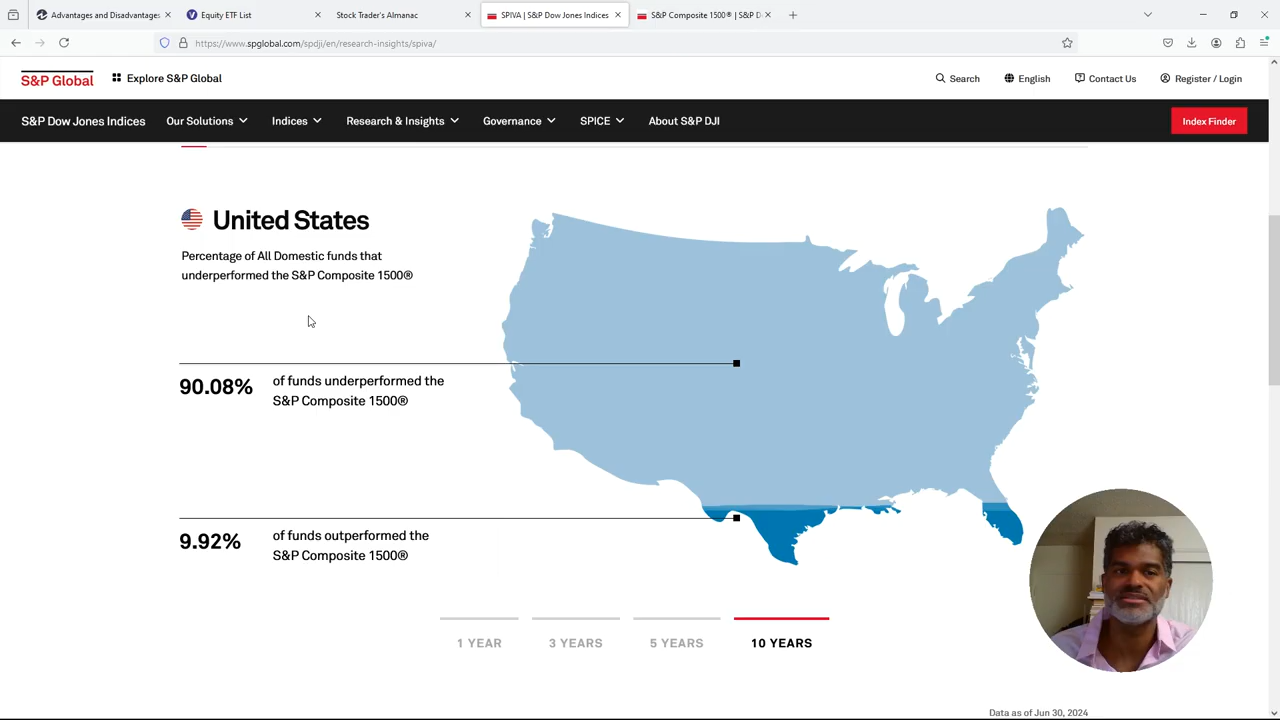 Advantages and Disadvantages
Equity ETF List
Stock Trader's Almanac
SPIVA | S&P Dow Jones Indices
S&P Composite 1500® | S&P D
https://www.spglobal.com/spdji/en/research-insights/spiva/
S&P Global
Explore S&P Global
Search
English
Contact Us
Register / Login
S&P Dow Jones Indices
Our Solutions
Indices
Research & Insights
Governance
SPICE
About S&P DJI
Index Finder
United States
Percentage of All Domestic funds that
underperformed the S&P Composite 1500®
90.08%
of funds underperformed the
S&P Composite 1500®
9.92%
of funds outperformed the
S&P Composite 1500®
1 YEAR
3 YEARS
5 YEARS
10 YEARS
Data as of Jun 30, 2024